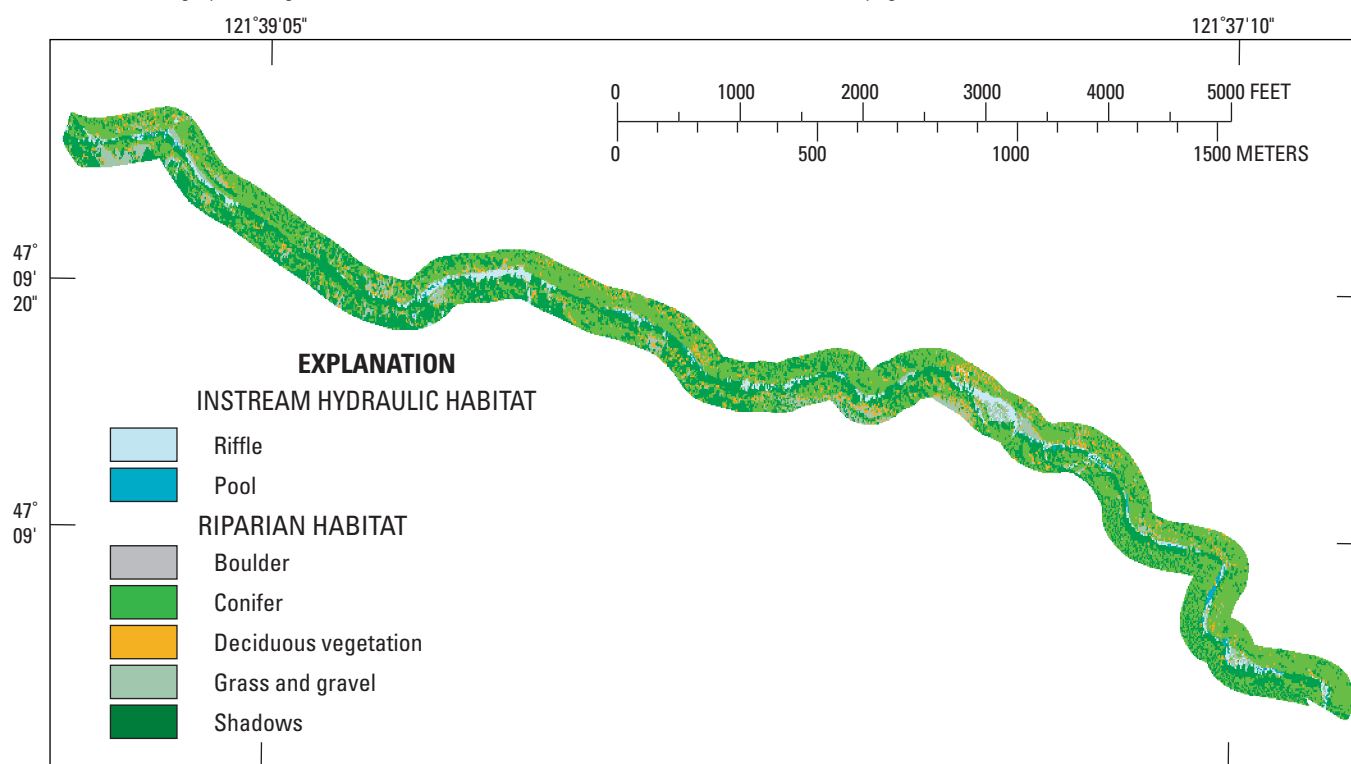 121°39'05" 121°37'10"
0 1000 2000 3000 4000 5000 FEET
0 500 1000 1500 METERS
47°
09'
20"
EXPLANATION
INSTREAM HYDRAULIC HABITAT
Riffle
Pool
47°
09'
RIPARIAN HABITAT
Boulder
Conifer
Deciduous vegetation
Grass and gravel
Shadows